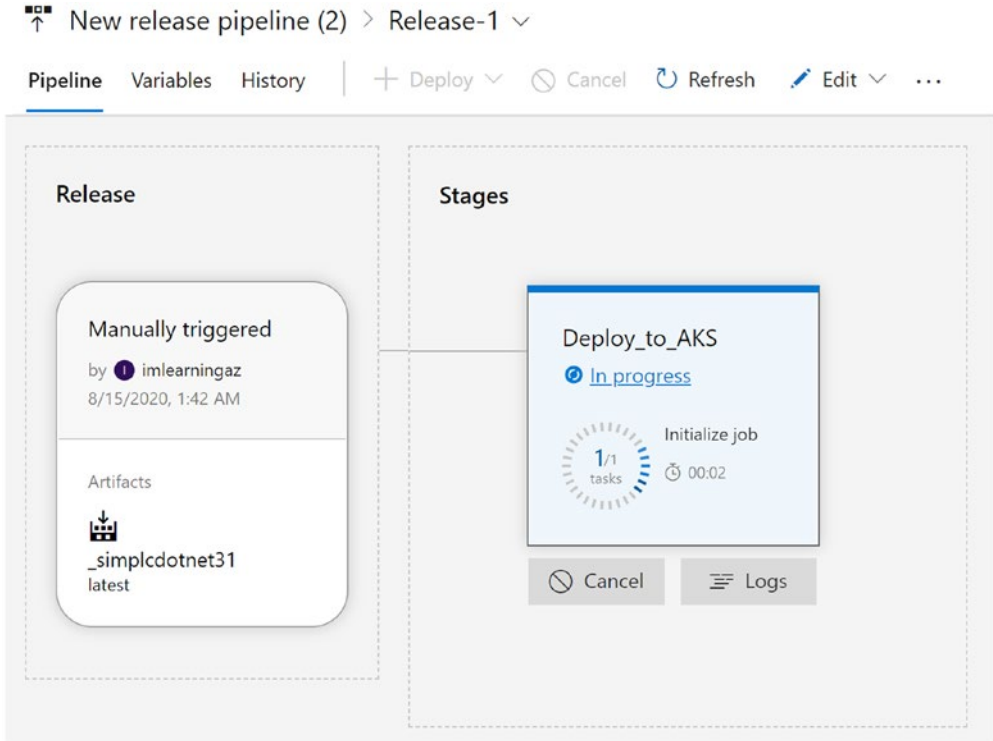 New release pipeline (2) > Release-1
Pipeline Variables History + Deploy Cancel Refresh Edit ...
Release
Stages
Manually triggered
by I imlearningaz
8/15/2020, 1:42 AM
Artifacts
_simplcdotnet31
latest
Deploy_to_AKS
In progress
1/1
tasks
Initialize job
00:02
Cancel
Logs